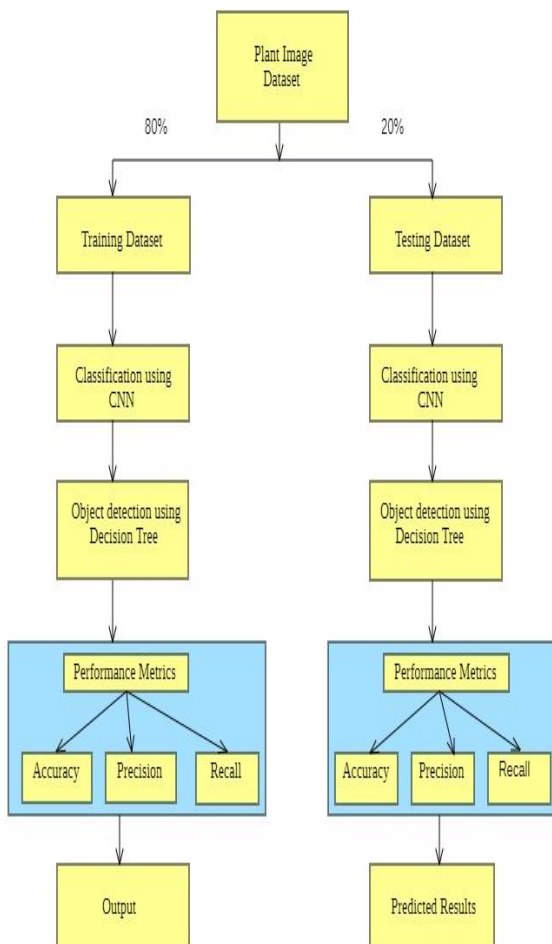 Plant Image
Dataset
80%
20%
Training Dataset
Testing Dataset
Classification using
CNN
Classification using
CNN
Object detection using
Decision Tree
Object detection using
Decision Tree
Performance Metrics
Performance Metrics
Accuracy
Precision
Recall
Accuracy
Precision
Recall
Output
Predicted Results